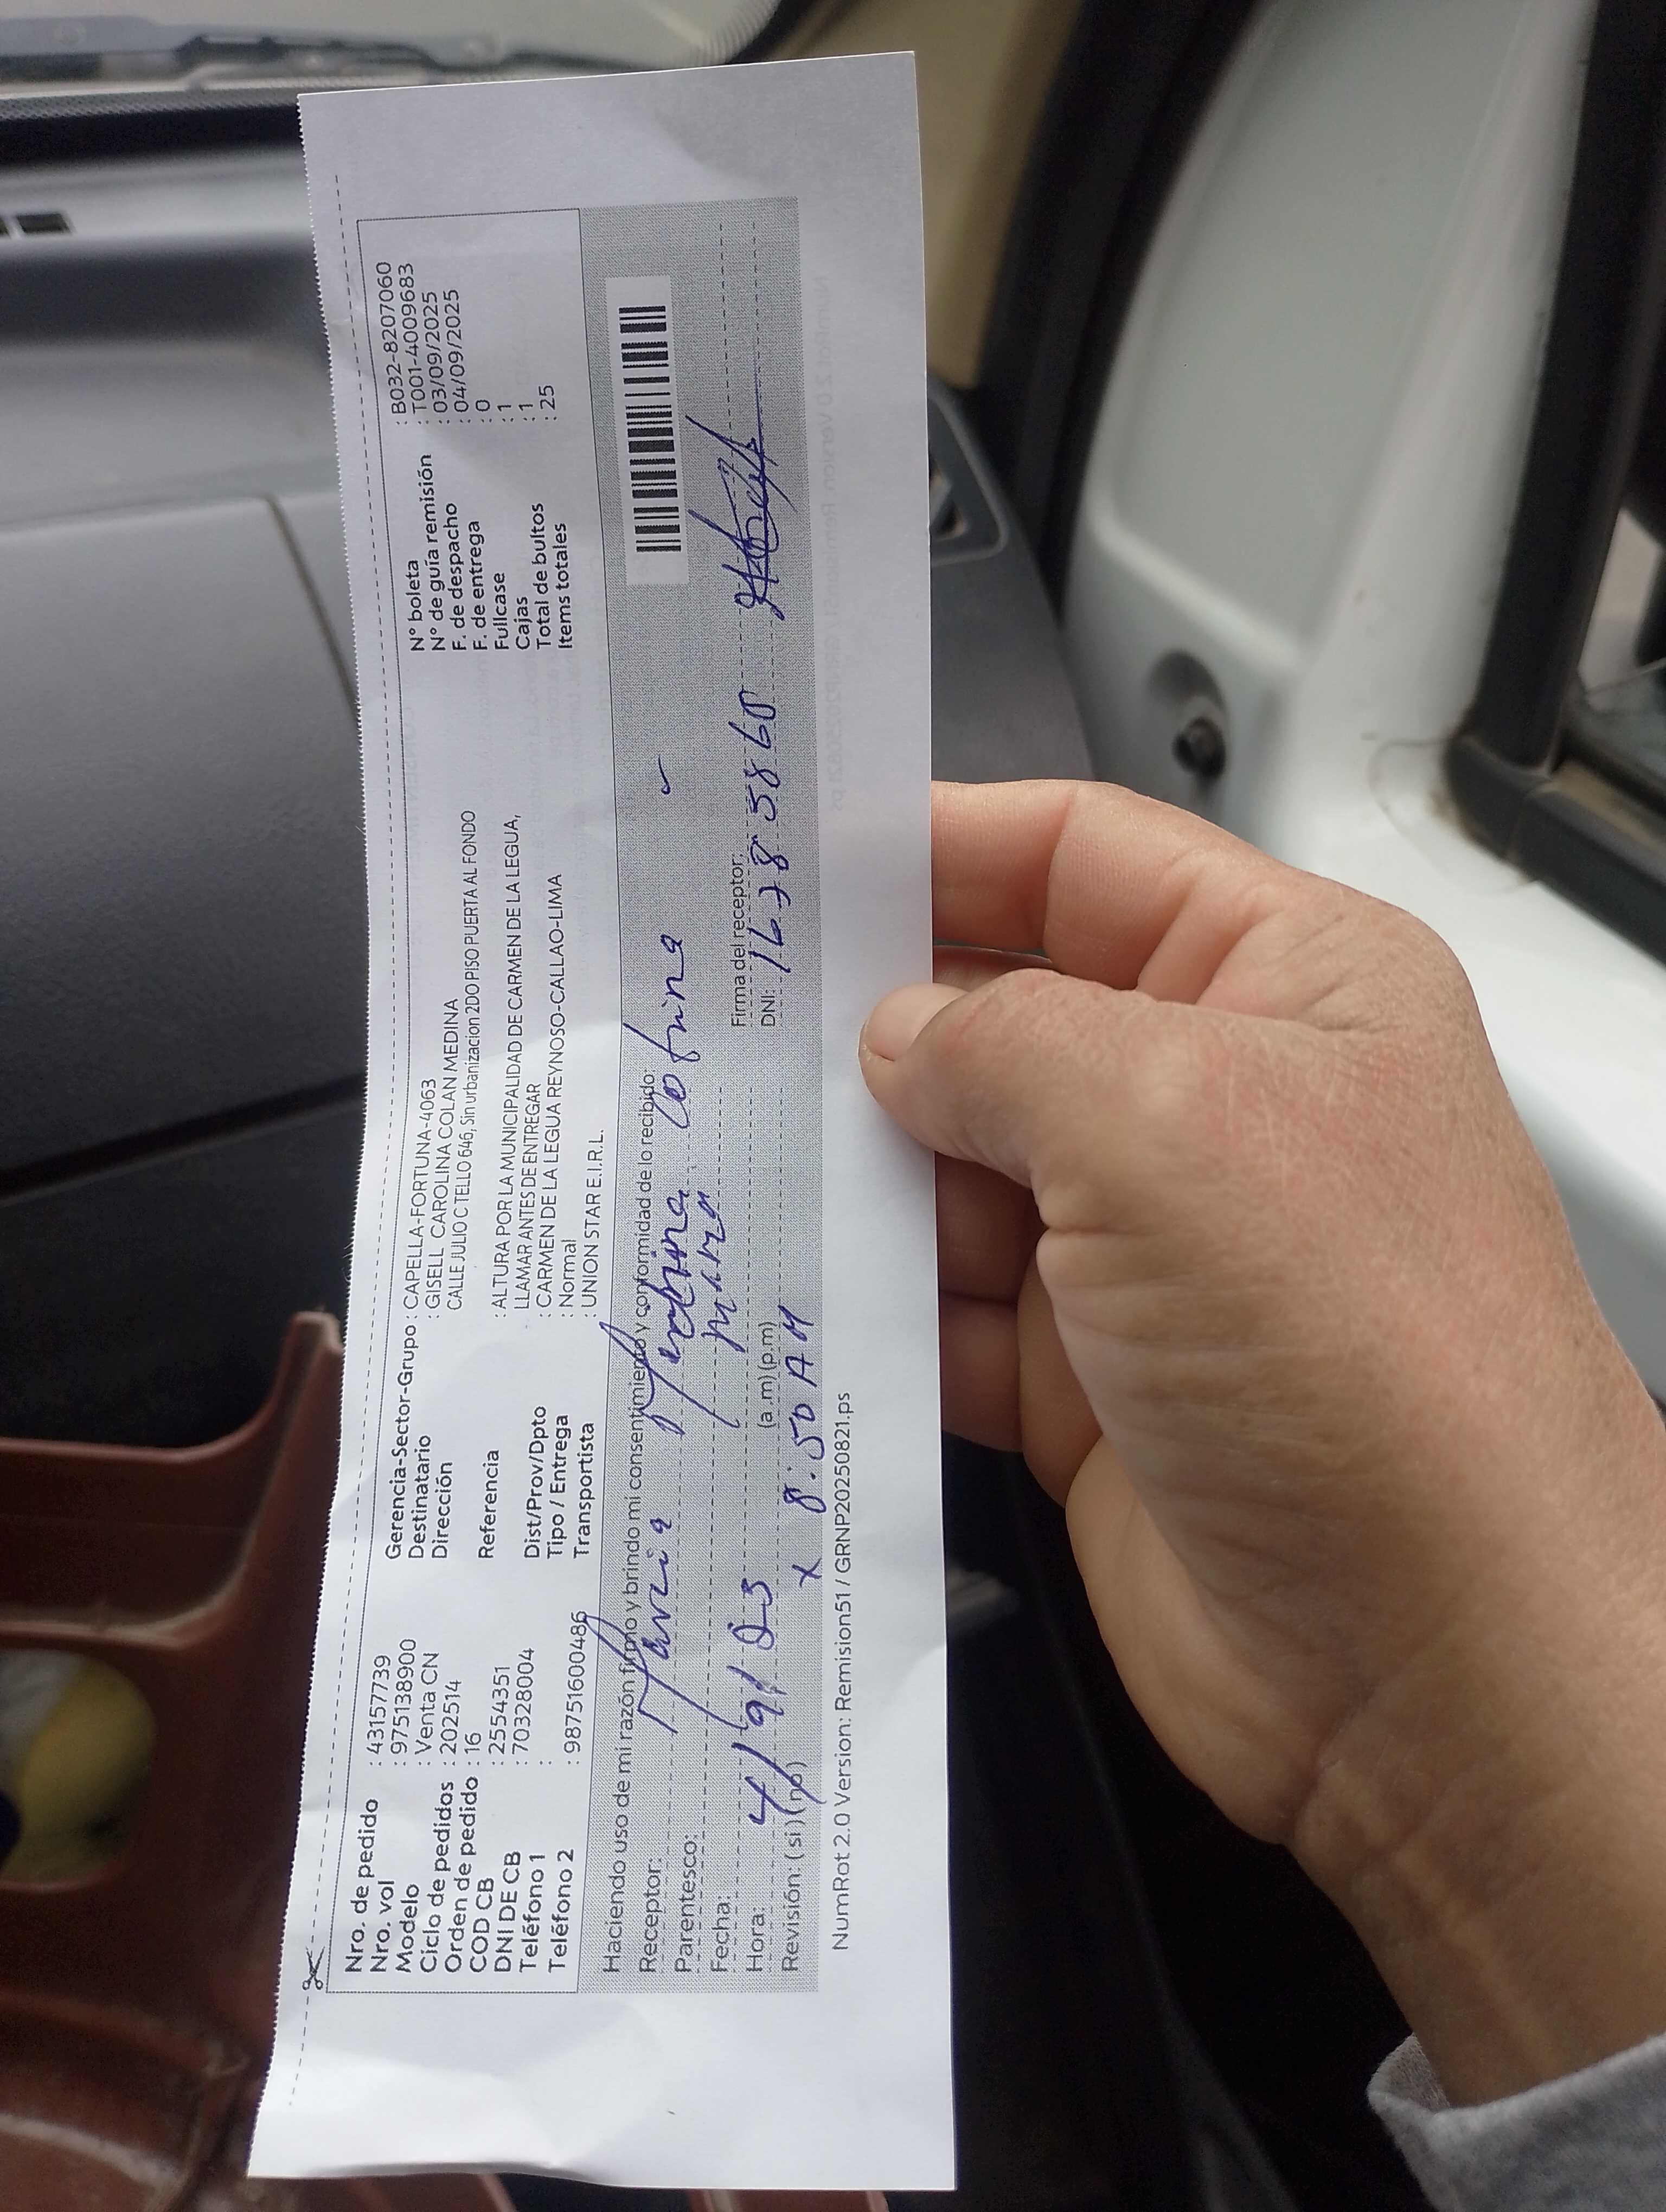 Nro. de pedido : 43157739
Nro. vol : 975138900
Modelo : Venta CN
Ciclo de pedidos : 202514
Orden de pedido : 16
COD CB : 2554351
DNI DE CB : 70328004
Teléfono 1 :
Teléfono 2 : 987516004​86
Gerencia-Sector-Grupo : CAPELLA-FORTUNA-4063
Destinatario : GISELL CAROLINA COLAN MEDINA
Dirección CALLE JULIO C TELLO 646, Sin urbanizacion 2DO PISO PUERTA AL FONDO
Referencia : ALTURA POR LA MUNICIPALIDAD DE CARMEN DE LA LEGUA,
LLAMAR ANTES DE ENTREGAR
Dist/Prov/Dpto : CARMEN DE LA LEGUA REYNOSO-CALLAO-LIMA
Tipo / Entrega : Normal
Transportista : UNION STAR E.I.R.L.
N° boleta : B032-8207060
N° de guía remisión : T001-4009683
F. de despacho : 03/09/2025
F. de entrega : 04/09/2025
Fullcase : 0
Cajas : 1
Total de bultos : 1
Items totales : 25
Haciendo uso de mi razón firmo y brindo mi consentimiento y conformidad de lo recibido:
Receptor: Maria Medina
Parentesco: mama
Fecha: 4/9/
Hora: x 8:50 AM (a.m)(p.m)
Revisión: (si) (no)
Firma del receptor:
DNI: 16785860
NumRot 2.0 Version: Remision51 / GRNP20250821.ps